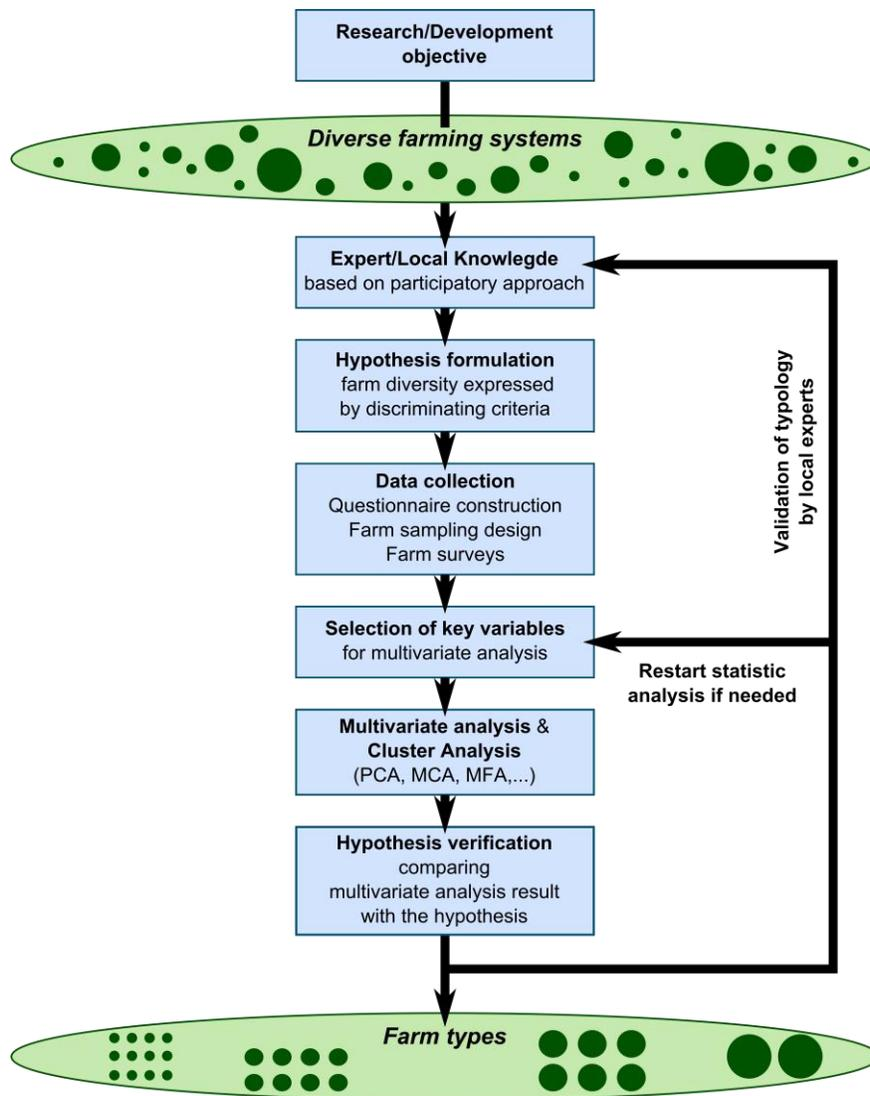 Research/Development
objective
Diverse farming systems
Expert/Local Knowlegde
based on participatory approach
Hypothesis formulation
farm diversity expressed
by discriminating criteria
Data collection
Questionnaire construction
Farm sampling design
Farm surveys
Selection of key variables
for multivariate analysis
Multivariate analysis &
Cluster Analysis
(PCA, MCA, MFA,...)
Hypothesis verification
comparing
multivariate analysis result
with the hypothesis
Validation of typology
by local experts
Restart statistic
analysis if needed
Farm types